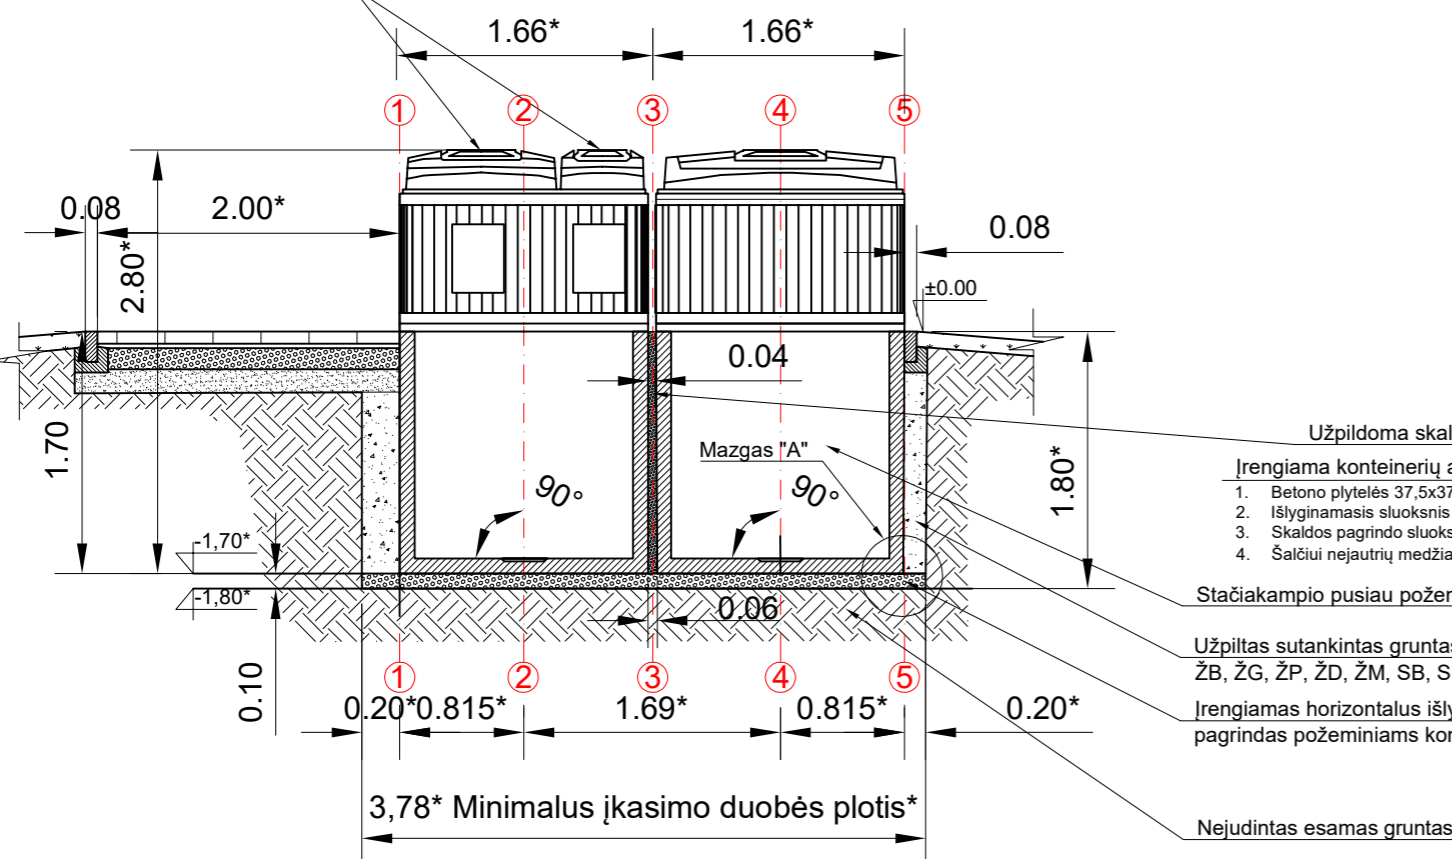 1.66* 1.66*
1 2 3 4 5
0.08 2.00* 0.08
2.80*
±0.00
0.04
1.70
Užpildoma skal
Mazgas "A"
Įrengiama konteinerių a
1. Betono plytelės 37,5x37
2. Išlyginamasis sluoksnis
3. Skaldos pagrindo sluoks
4. Šalčiui nejautrių medžia
90° 90°
1.80*
-1,70*
-1,80*
Stačiakampio pusiau požem
0.06
Užpiltas sutankintas gruntas
ŽB, ŽG, ŽP, ŽD, ŽM, SB, S
1 2 3 4 5
0.10
0.20* 0.815* 1.69* 0.815* 0.20*
Įrengiamas horizontalus išly
pagrindas požeminiams kon
3,78* Minimalus įkasimo duobės plotis*
Nejudintas esamas gruntas